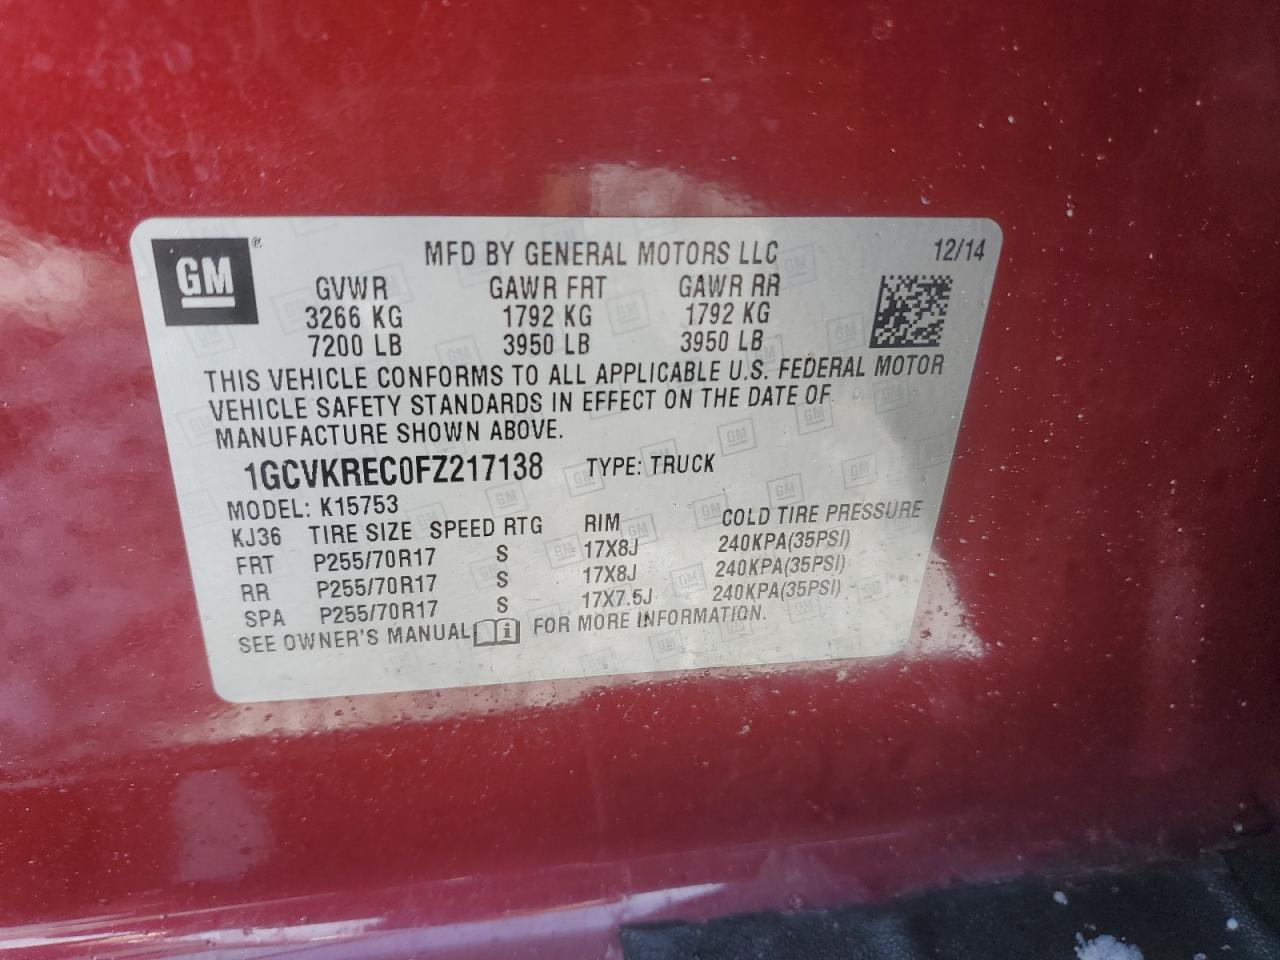 GM®
MFD BY GENERAL MOTORS LLC 12/14
GVWR GAWR FRT GAWR RR
3266 KG 1792 KG 1792 KG
7200 LB 3950 LB 3950 LB
THIS VEHICLE CONFORMS TO ALL APPLICABLE U.S. FEDERAL MOTOR
VEHICLE SAFETY STANDARDS IN EFFECT ON THE DATE OF
MANUFACTURE SHOWN ABOVE.
1GCVKREC0FZ217138 TYPE: TRUCK
MODEL: K15753
KJ36 TIRE SIZE SPEED RTG RIM COLD TIRE PRESSURE
FRT P255/70R17 S 17X8J 240KPA(35PSI)
RR P255/70R17 S 17X8J 240KPA(35PSI)
SPA P255/70R17 S 17X7.5J 240KPA(35PSI)
SEE OWNER'S MANUAL FOR MORE INFORMATION.